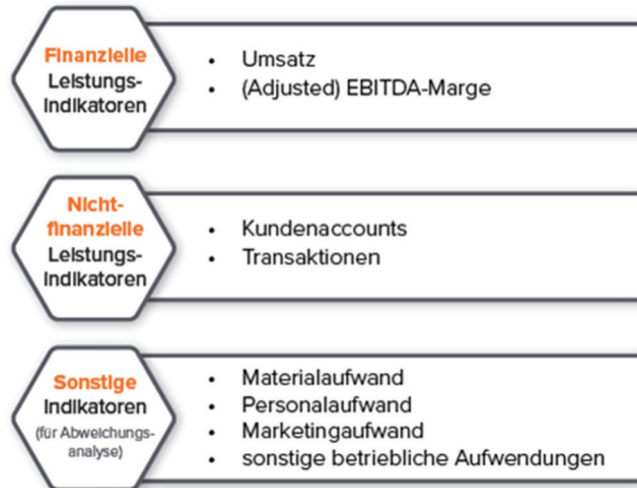 Finanzielle
Leistungs-
Indikatoren
• Umsatz
• (Adjusted) EBITDA-Marge
Nicht-
finanzielle
Leistungs-
Indikatoren
• Kundenaccounts
• Transaktionen
Sonstige
Indikatoren
(für Abweichungs-
analyse)
• Materialaufwand
• Personalaufwand
• Marketingaufwand
• sonstige betriebliche Aufwendungen